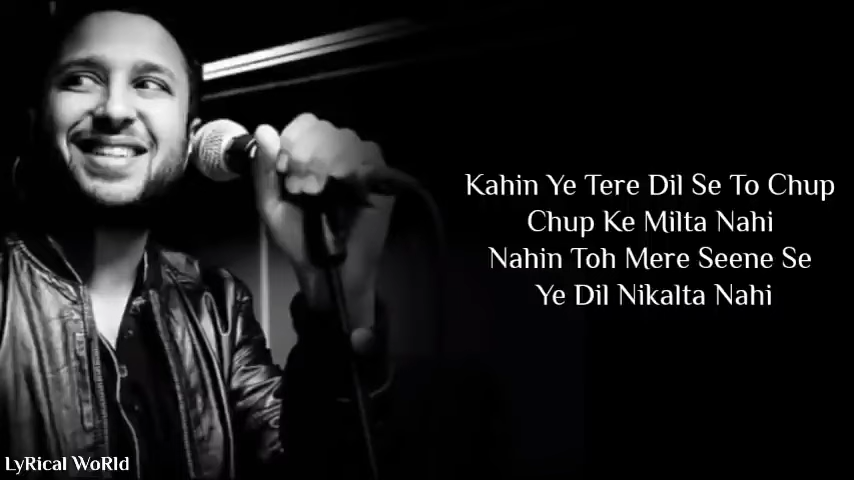 Kahin Ye Tere Dil Se To Chup
Chup Ke Milta Nahi
Nahin Toh Mere Seene Se
Ye Dil Nikalta Nahi
LyRical WoRld